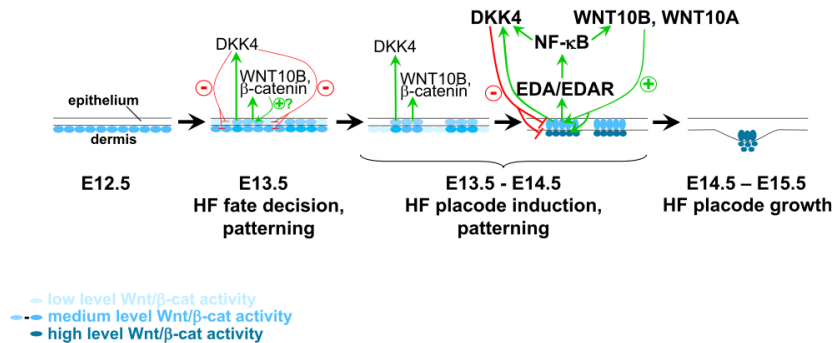 DKK4
WNT10B, WNT10A
NF-κB
DKK4
DKK4
WNT10B,
β-catenin
WNT10B,
β-catenin
EDA/EDAR
-
-
+?
-
+
epithelium
dermis
E12.5
E13.5
HF fate decision,
patterning
E13.5 - E14.5
HF placode induction,
patterning
E14.5 – E15.5
HF placode growth
low level Wnt/β-cat activity
- medium level Wnt/β-cat activity
high level Wnt/β-cat activity